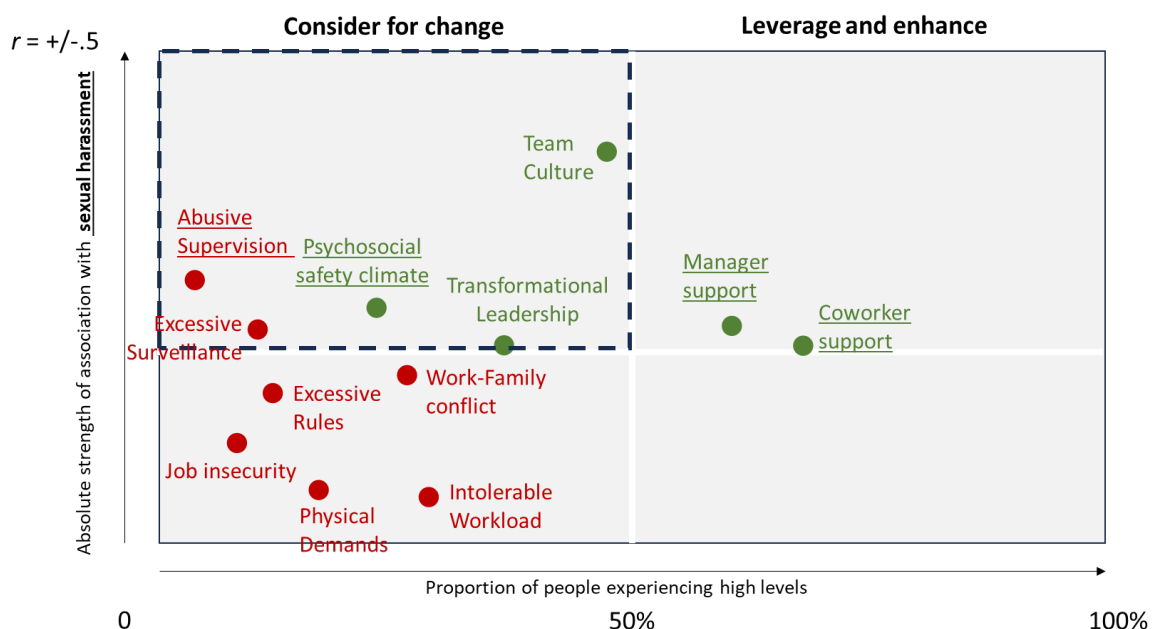 Consider for change
Leverage and enhance
r = +/-.5
Absolute strength of association with sexual harassment
Team
Culture
Abusive
Supervision
Psychosocial
safety climate
Transformational
Leadership
Manager
support
Coworker
support
Excessive
Surveillance
Work-Family
conflict
Excessive
Rules
Job insecurity
Intolerable
Workload
Physical
Demands
Proportion of people experiencing high levels
0
50%
100%